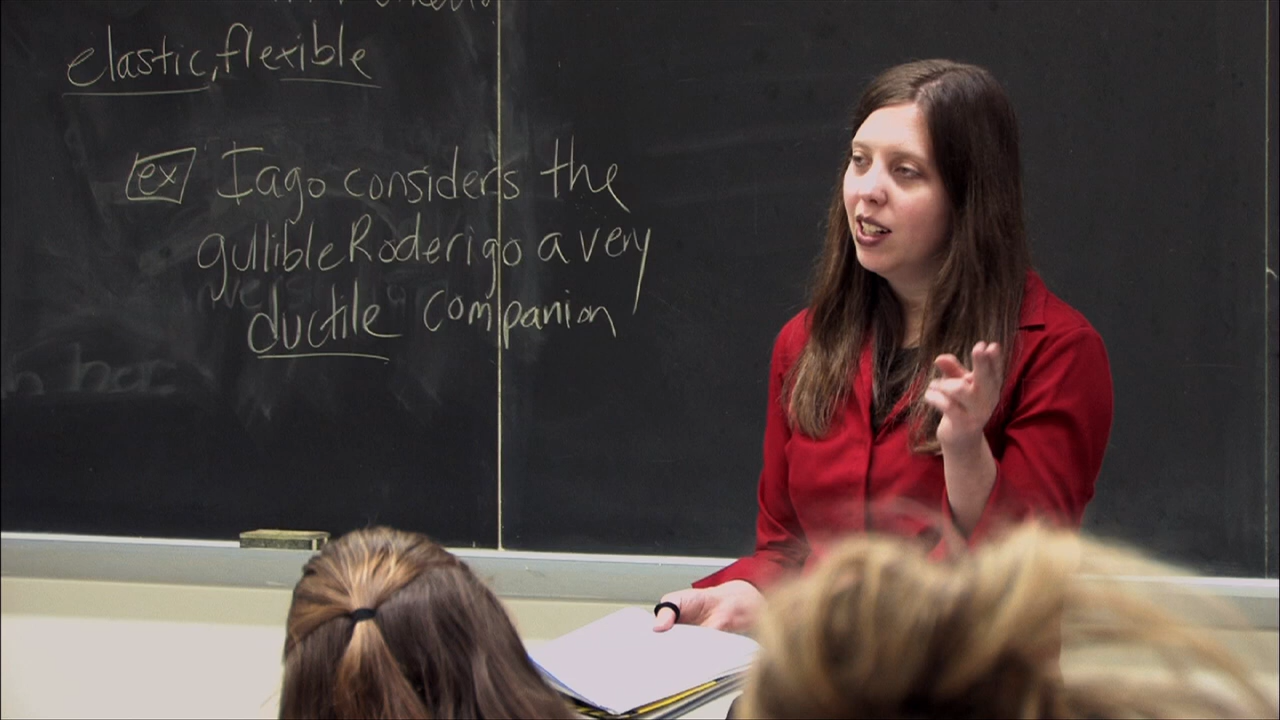 elastic, flexible
ex Iago considers the
gullible Roderigo a very
ductile companion